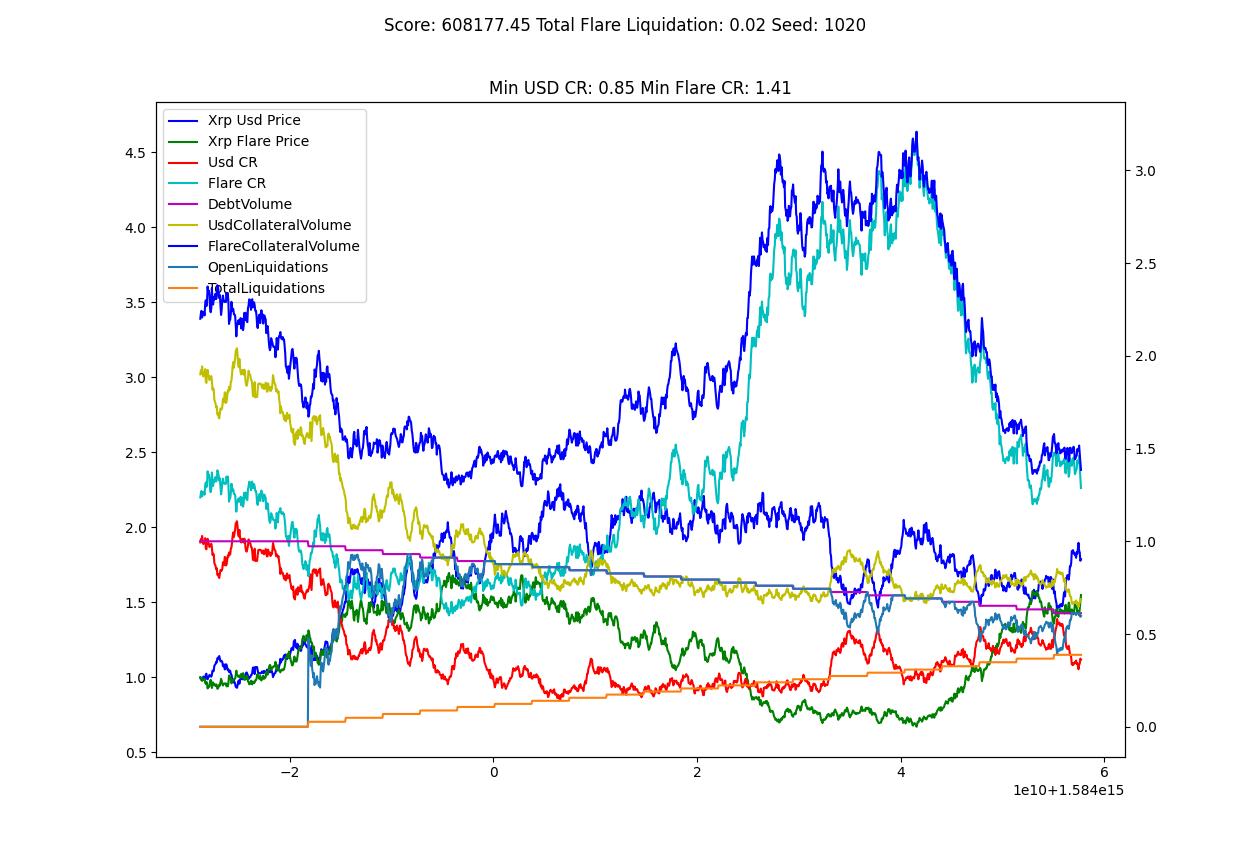 Score: 608177.45 Total Flare Liquidation: 0.02 Seed: 1020
Min USD CR: 0.85 Min Flare CR: 1.41
Xrp Usd Price
Xrp Flare Price
Usd CR
Flare CR
DebtVolume
UsdCollateralVolume
FlareCollateralVolume
OpenLiquidations
TotalLiquidations
4.5
4.0
3.5
3.0
2.5
2.0
1.5
1.0
0.5
3.0
2.5
2.0
1.5
1.0
0.5
0.0
−2
0
2
4
6
1e10+1.584e15